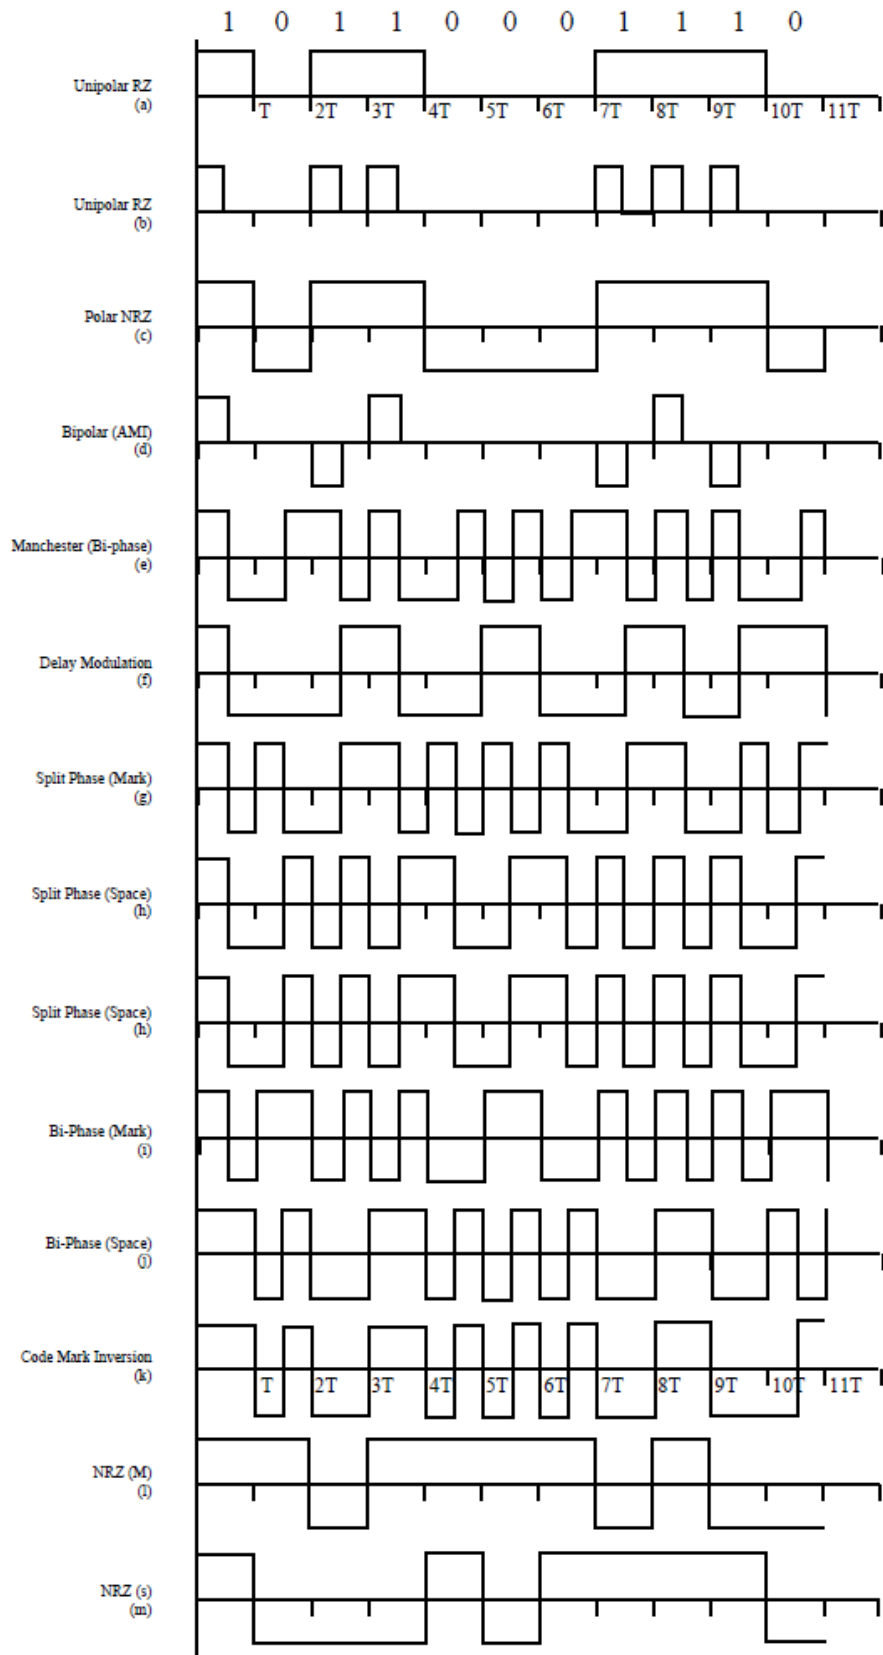 1 0 1 1 0 0 0 1 1 1 0
Unipolar RZ
(a)
T 2T 3T 4T 5T 6T 7T 8T 9T 10T 11T
Unipolar RZ
(b)
Polar NRZ
(c)
Bipolar (AMI)
(d)
Manchester (Bi-phase)
(e)
Delay Modulation
(f)
Split Phase (Mark)
(g)
Split Phase (Space)
(h)
Split Phase (Space)
(h)
Bi-Phase (Mark)
(i)
Bi-Phase (Space)
(j)
Code Mark Inversion
(k)
T 2T 3T 4T 5T 6T 7T 8T 9T 10T 11T
NRZ (M)
(l)
NRZ (s)
(m)